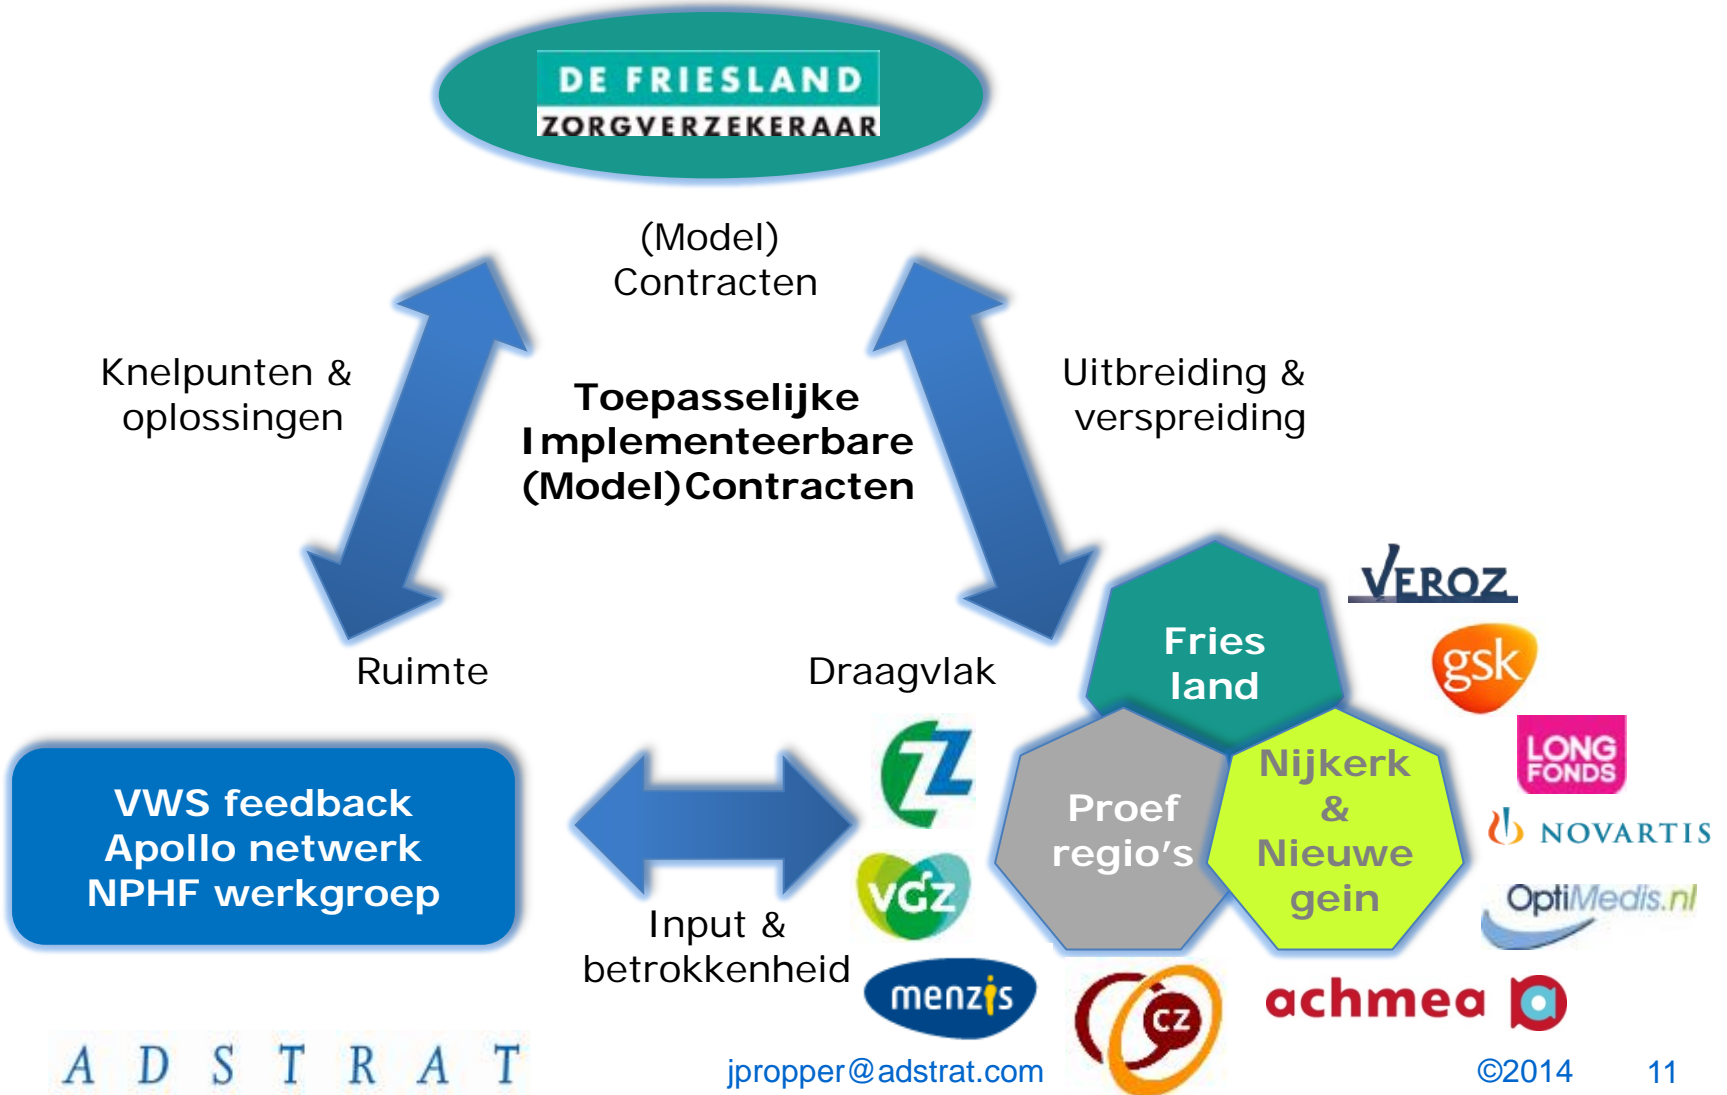 DE FRIESLAND
ZORGVERZEKERAAR
(Model)
Contracten
Knelpunten &
oplossingen
Toepasselijke
Implementeerbare
(Model)Contracten
Uitbreiding &
verspreiding
Ruimte
Draagvlak
VEROZ
Fries
land
gsk
LONG
FONDS
Nijkerk
&
Nieuwe
gein
Proef
regio's
NOVARTIS
OptiMedis.nl
VWS feedback
Apollo netwerk
NPHF werkgroep
ZZ
vgz
Input &
betrokkenheid
menzis
CZ
achmea
ADSTRAT
jpropper@adstrat.com
©2014
11